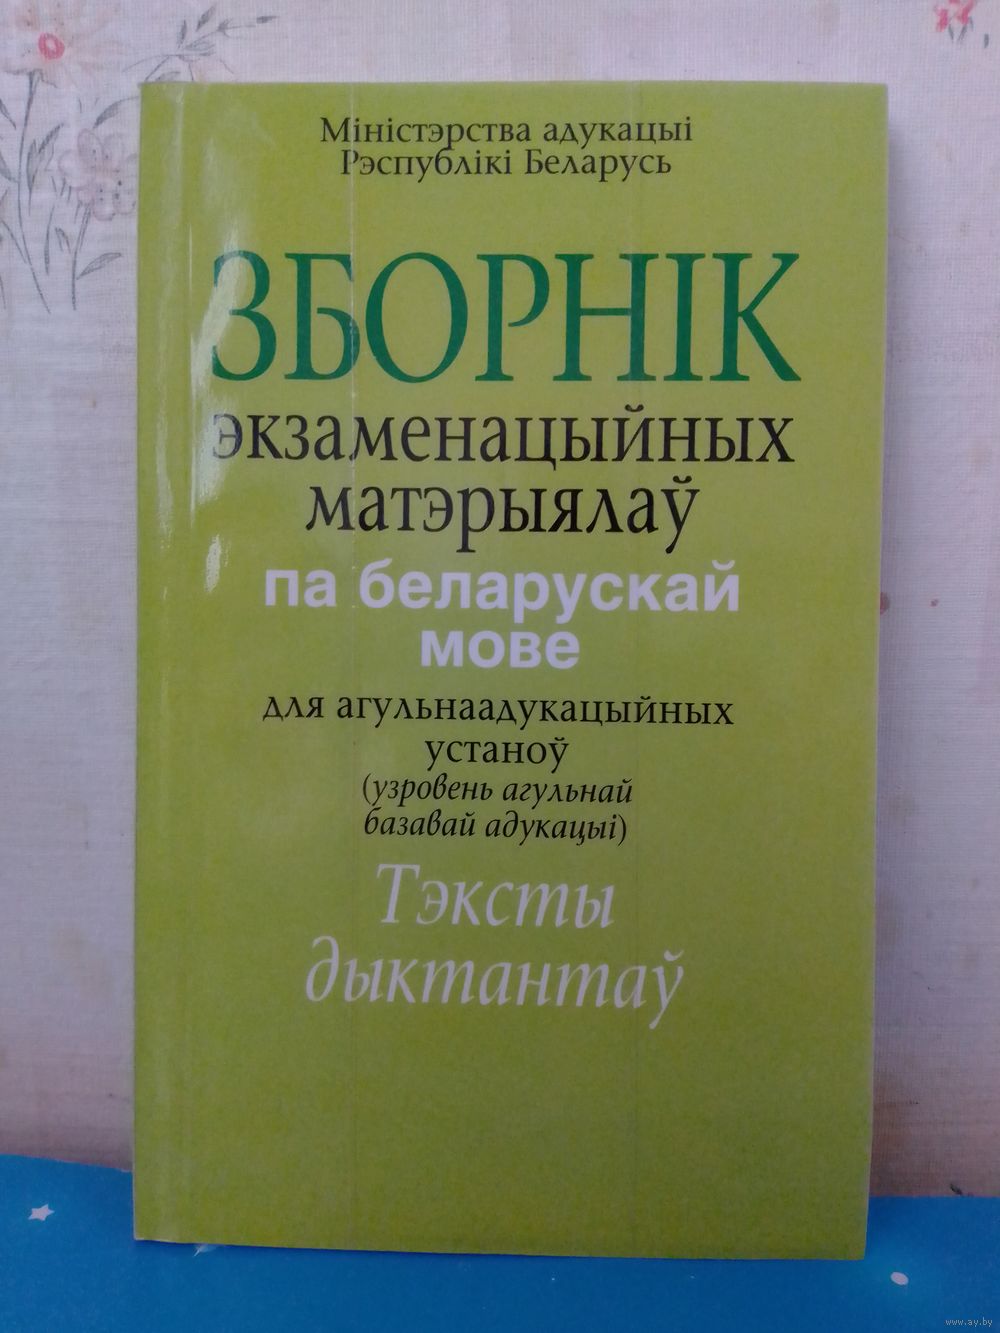 Міністэрства адукацыі
Рэспублікі Беларусь
ЗБОРНІК
экзаменацыйных
матэрыялаў
па беларускай
мове
для агульнаадукацыйных
устаноў
(узровень агульнай
базавай адукацыі)
Тэксты
дыктантаў
www.ay.by